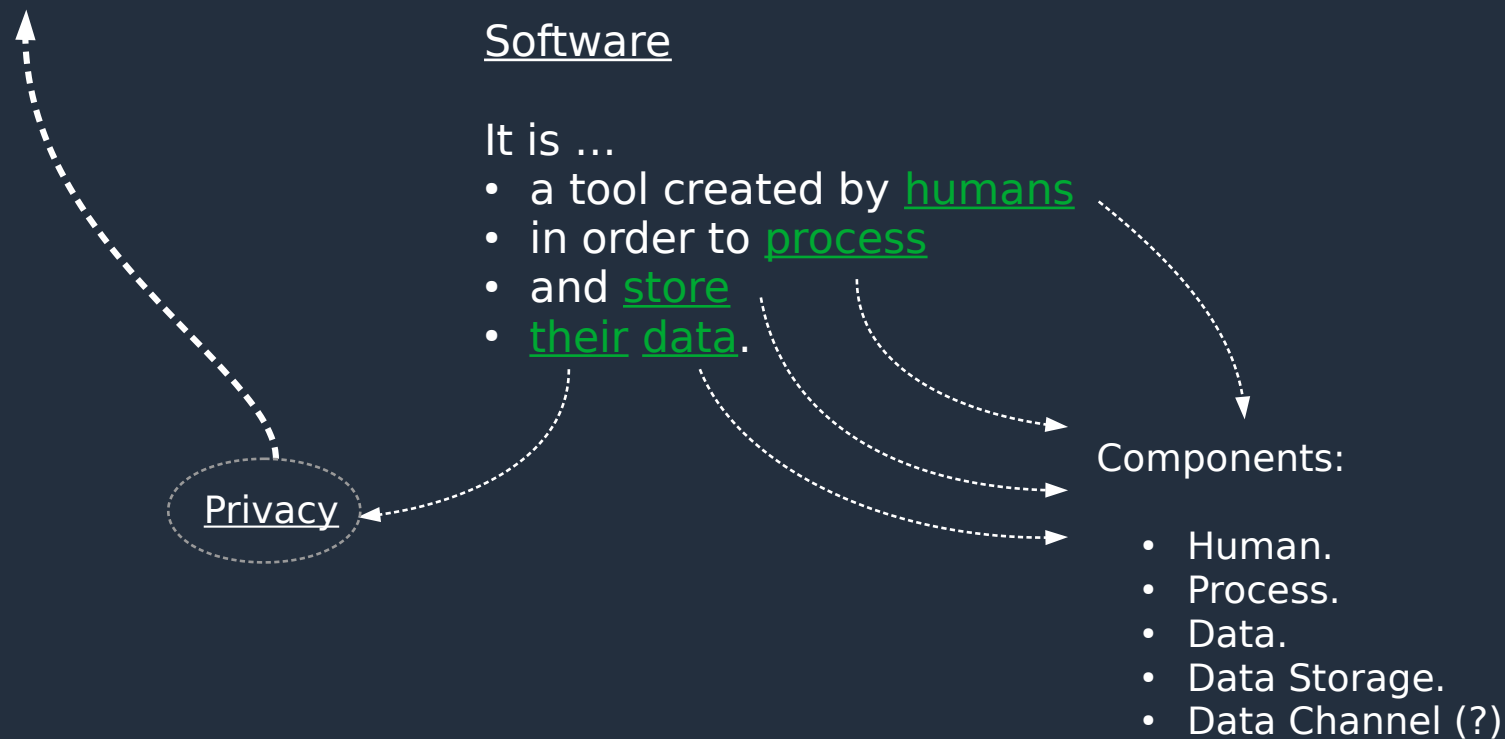 Software
It is ...
• a tool created by humans
• in order to process
• and store
• their data.
Privacy
Components:
• Human.
• Process.
• Data.
• Data Storage.
• Data Channel (?)